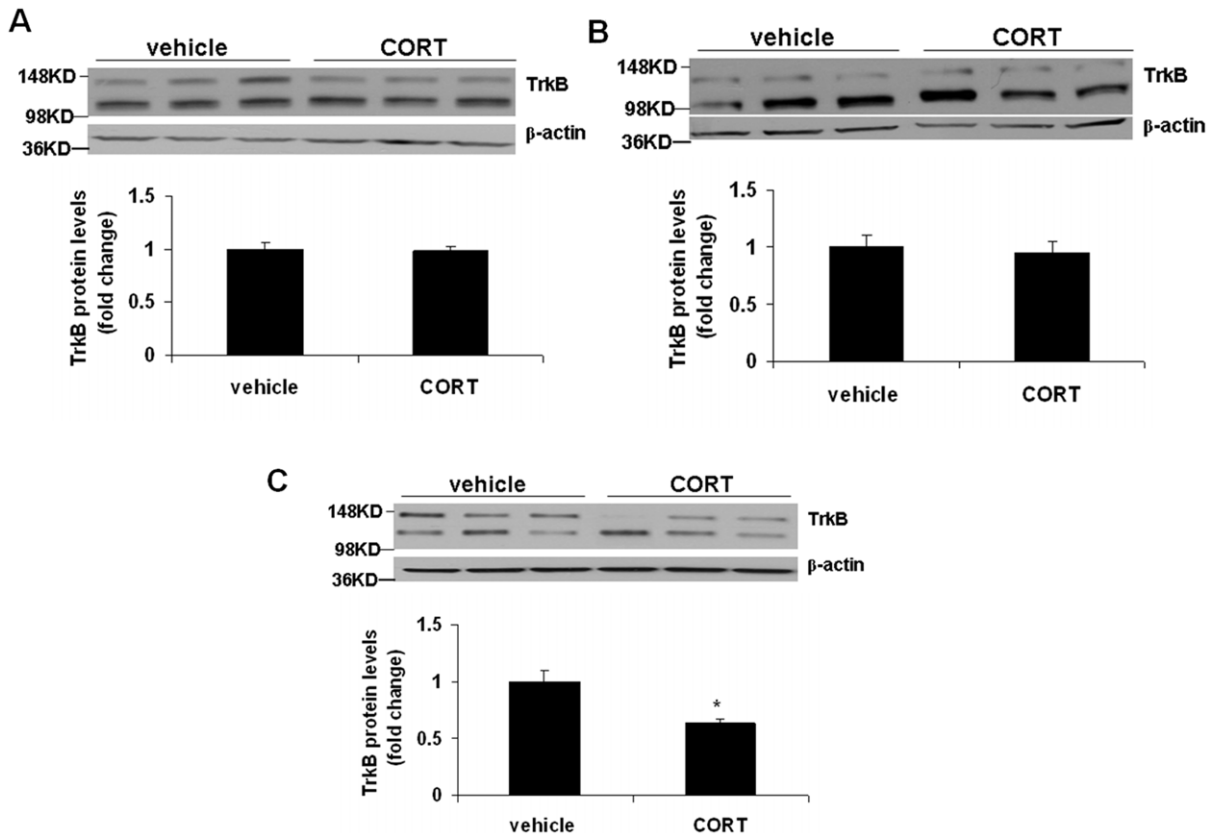 A
vehicle CORT
148KD
TrkB
98KD
β-actin
36KD
TrkB protein levels
(fold change)
1.5
1
0.5
0
vehicle CORT
B
vehicle CORT
148KD
TrkB
98KD
β-actin
36KD
TrkB protein levels
(fold change)
1.5
1
0.5
0
vehicle CORT
C
vehicle CORT
148KD
TrkB
98KD
β-actin
36KD
TrkB protein levels
(fold change)
1.5
1
*
0.5
0
vehicle CORT